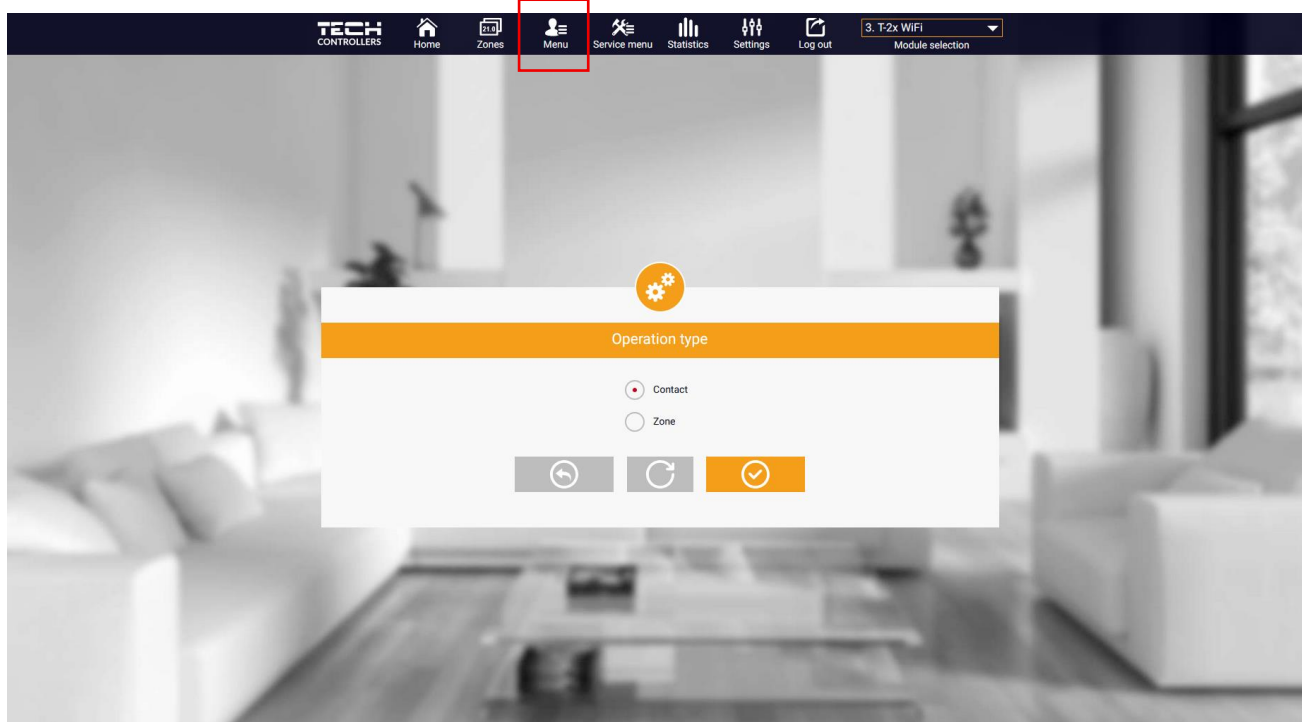 TECH
CONTROLLERS
Home
21.0
Zones
Menu
Service menu
Statistics
Settings
Log out
3. T-2x WiFi
Module selection
Operation type
Contact
Zone